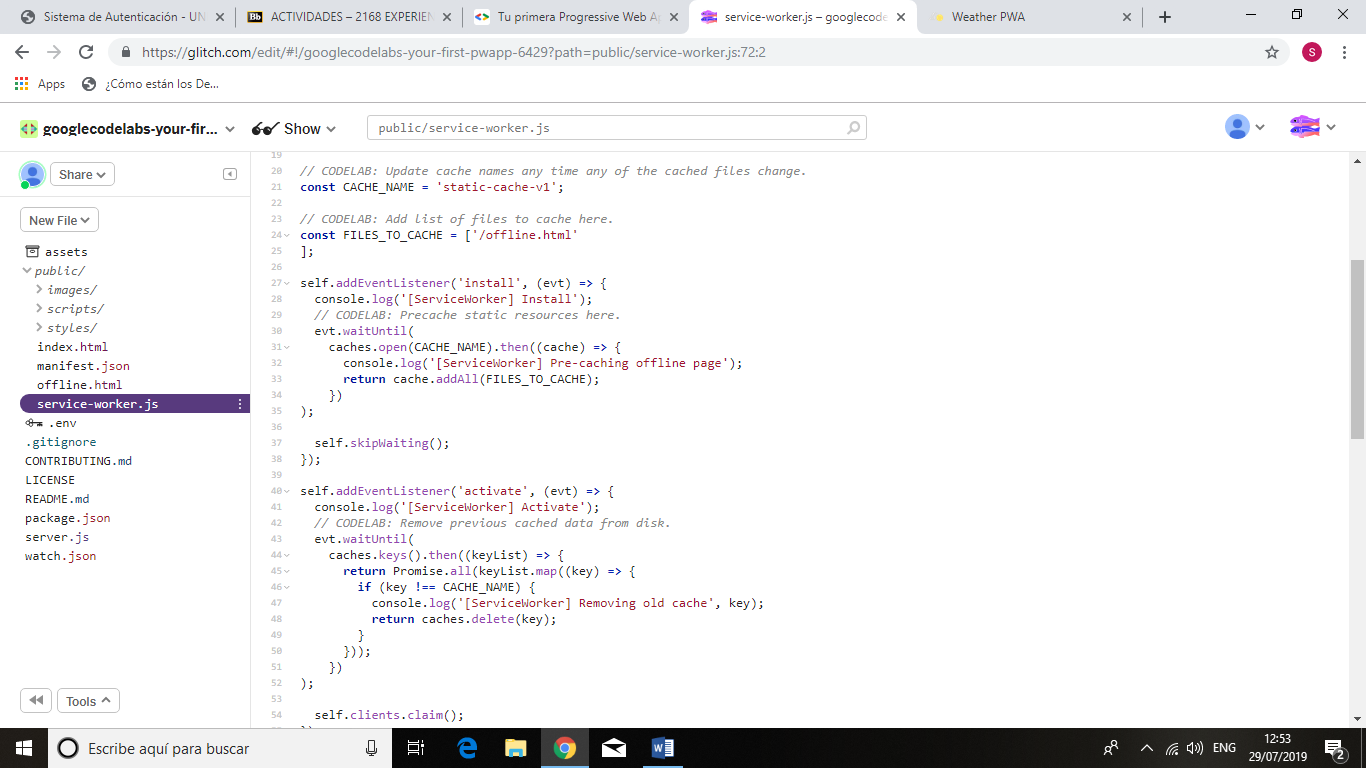 Sistema de Autenticación - UN
ACTIVIDADES – 2168 EXPERIEN
Tu primera Progressive Web Ap
service-worker.js – googlecode
Weather PWA
https://glitch.com/edit/#!/googlecodelabs-your-first-pwapp-6429?path=public/service-worker.js:72:2
S
Apps
¿Cómo están los De...
googlecodelabs-your-fir...
Show
public/service-worker.js
Share
New File
assets
public/
images/
scripts/
styles/
index.html
manifest.json
offline.html
service-worker.js
.env
.gitignore
CONTRIBUTING.md
LICENSE
README.md
package.json
server.js
watch.json
Tools
19
20 // CODELAB: Update cache names any time any of the cached files change.
21 const CACHE_NAME = 'static-cache-v1';
22
23 // CODELAB: Add list of files to cache here.
24 const FILES_TO_CACHE = ['/offline.html'
25 ];
26
27 self.addEventListener('install', (evt) => {
28 console.log('[ServiceWorker] Install');
29 // CODELAB: Precache static resources here.
30 evt.waitUntil(
31 caches.open(CACHE_NAME).then((cache) => {
32 console.log('[ServiceWorker] Pre-caching offline page');
33 return cache.addAll(FILES_TO_CACHE);
34 })
35 );
36
37 self.skipWaiting();
38 });
39
40 self.addEventListener('activate', (evt) => {
41 console.log('[ServiceWorker] Activate');
42 // CODELAB: Remove previous cached data from disk.
43 evt.waitUntil(
44 caches.keys().then((keyList) => {
45 return Promise.all(keyList.map((key) => {
46 if (key !== CACHE_NAME) {
47 console.log('[ServiceWorker] Removing old cache', key);
48 return caches.delete(key);
49 }
50 }));
51 })
52 );
53
54 self.clients.claim();
Escribe aquí para buscar
ENG
12:53
29/07/2019
2